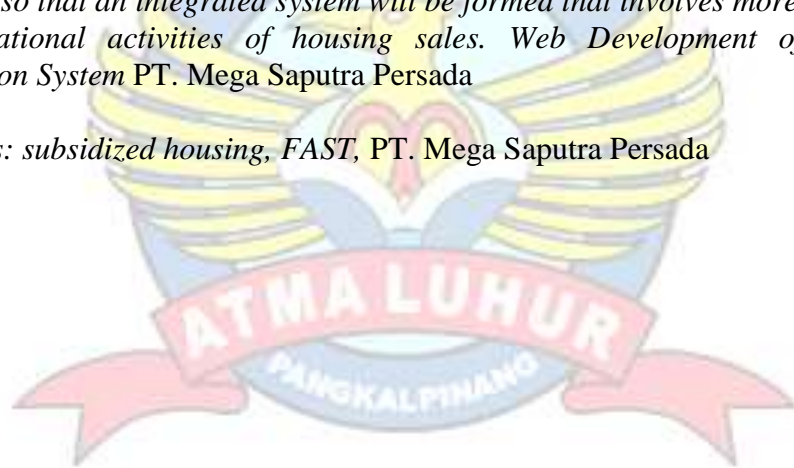 so that an integrated system will be formed that involves more
ational activities of housing sales. Web Development of
on System PT. Mega Saputra Persada
s: subsidized housing, FAST, PT. Mega Saputra Persada
ATMA LUHUR
PANGKALPINANG